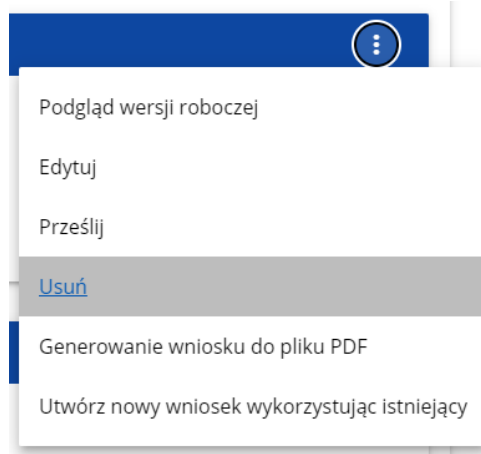 Podgląd wersji roboczej
Edytuj
Prześlij
Usuń
Generowanie wniosku do pliku PDF
Utwórz nowy wniosek wykorzystując istniejący